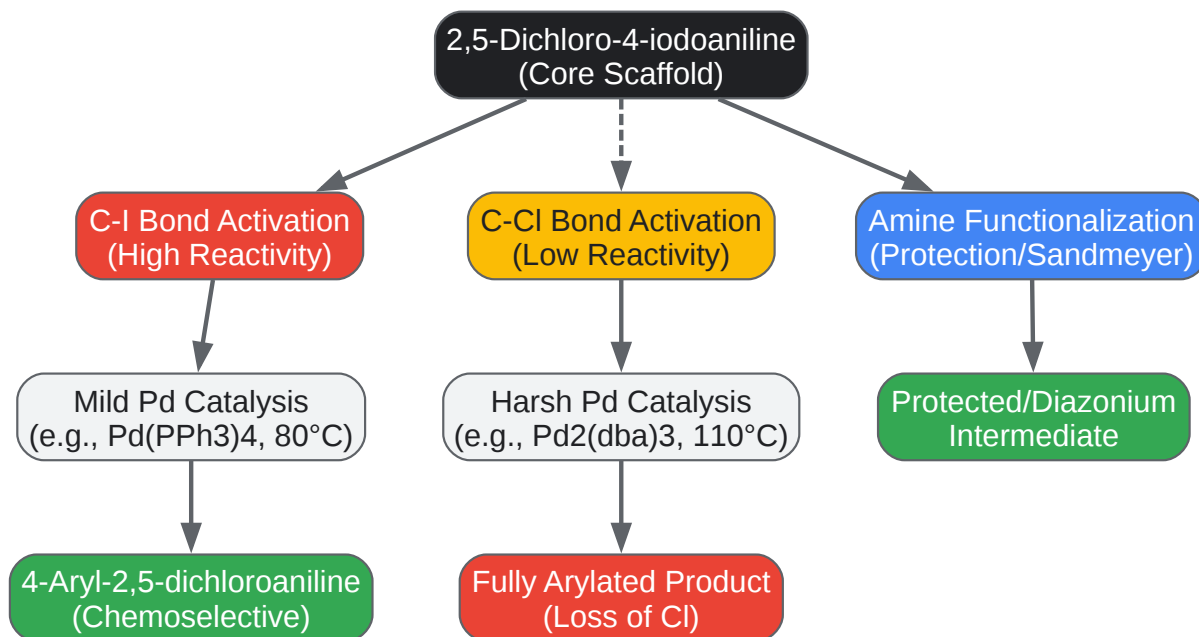 2,5-Dichloro-4-iodoaniline
(Core Scaffold)
C-I Bond Activation
(High Reactivity)
C-Cl Bond Activation
(Low Reactivity)
Amine Functionalization
(Protection/Sandmeyer)
Mild Pd Catalysis
(e.g., Pd(PPh3)4, 80°C)
Harsh Pd Catalysis
(e.g., Pd2(dba)3, 110°C)
Protected/Diazonium
Intermediate
4-Aryl-2,5-dichloroaniline
(Chemoselective)
Fully Arylated Product
(Loss of Cl)